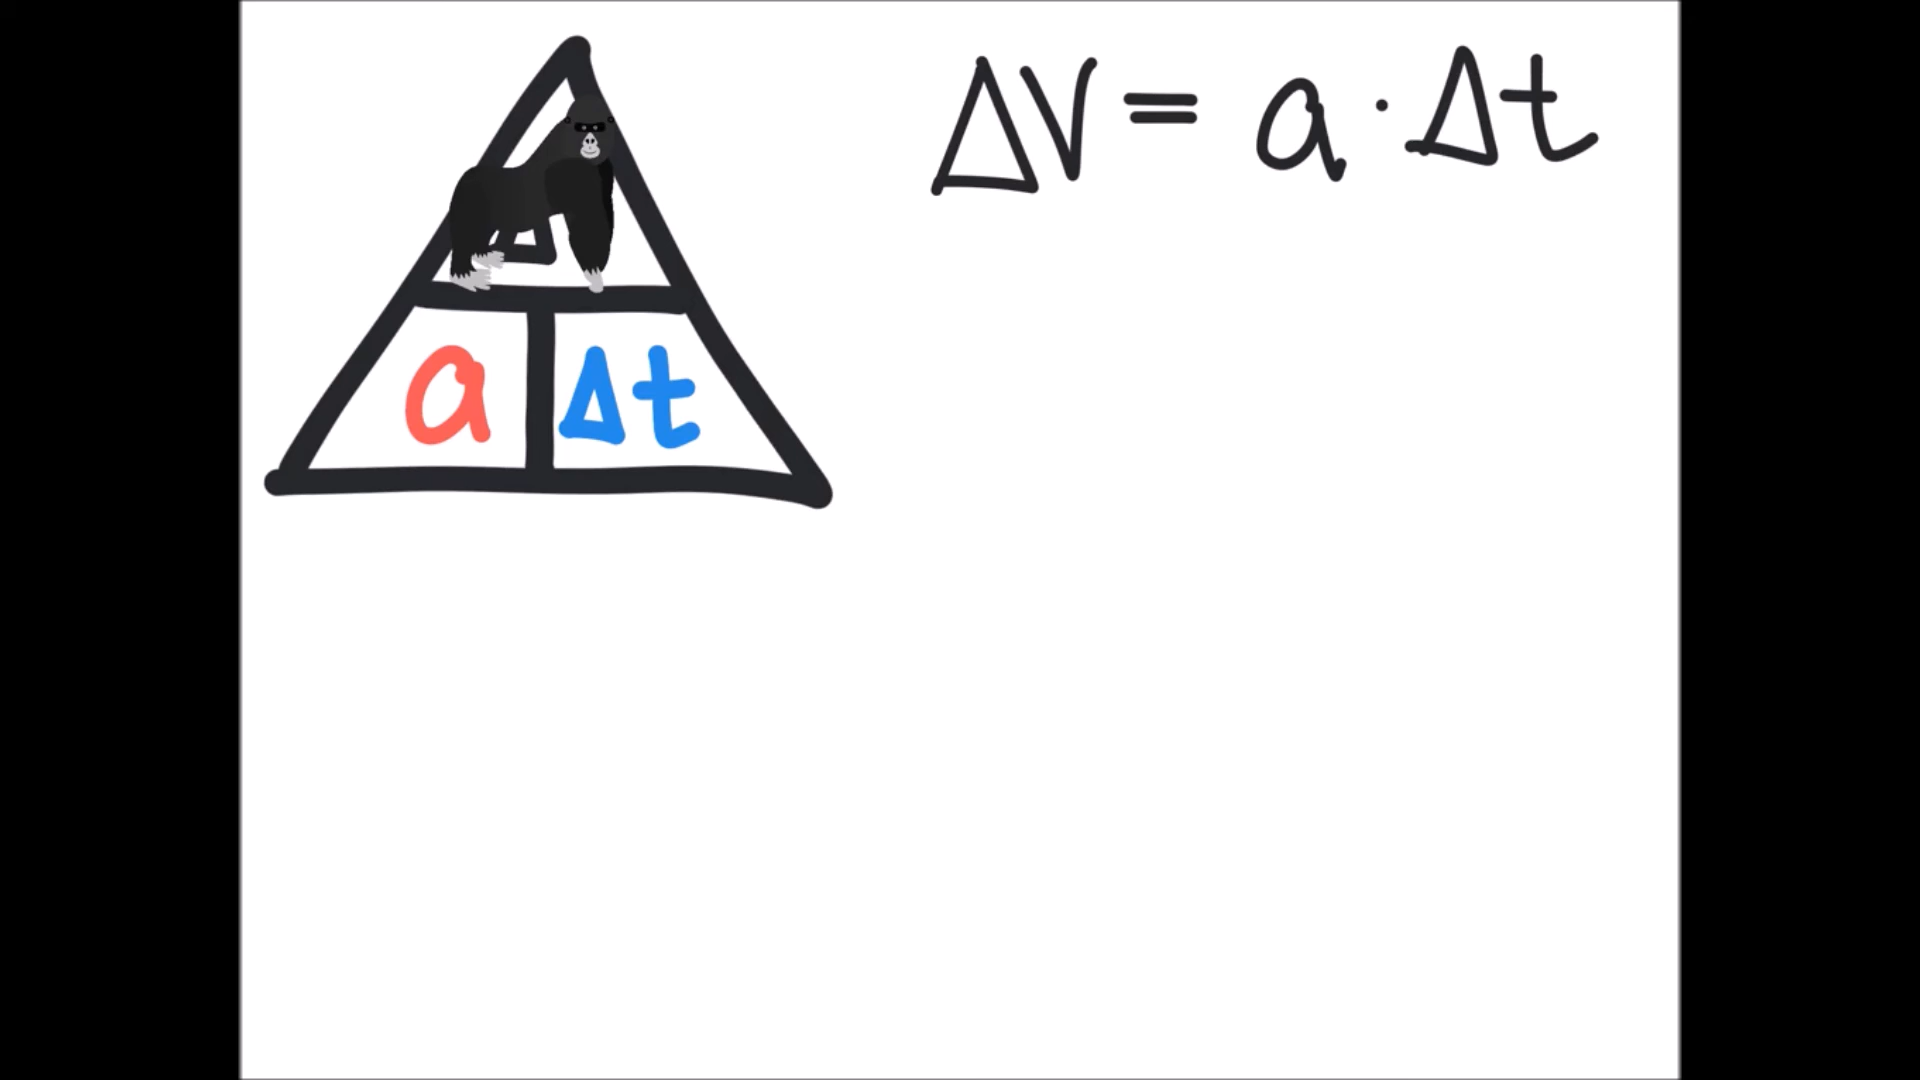 ΔV = a · Δt
Δ
a Δt